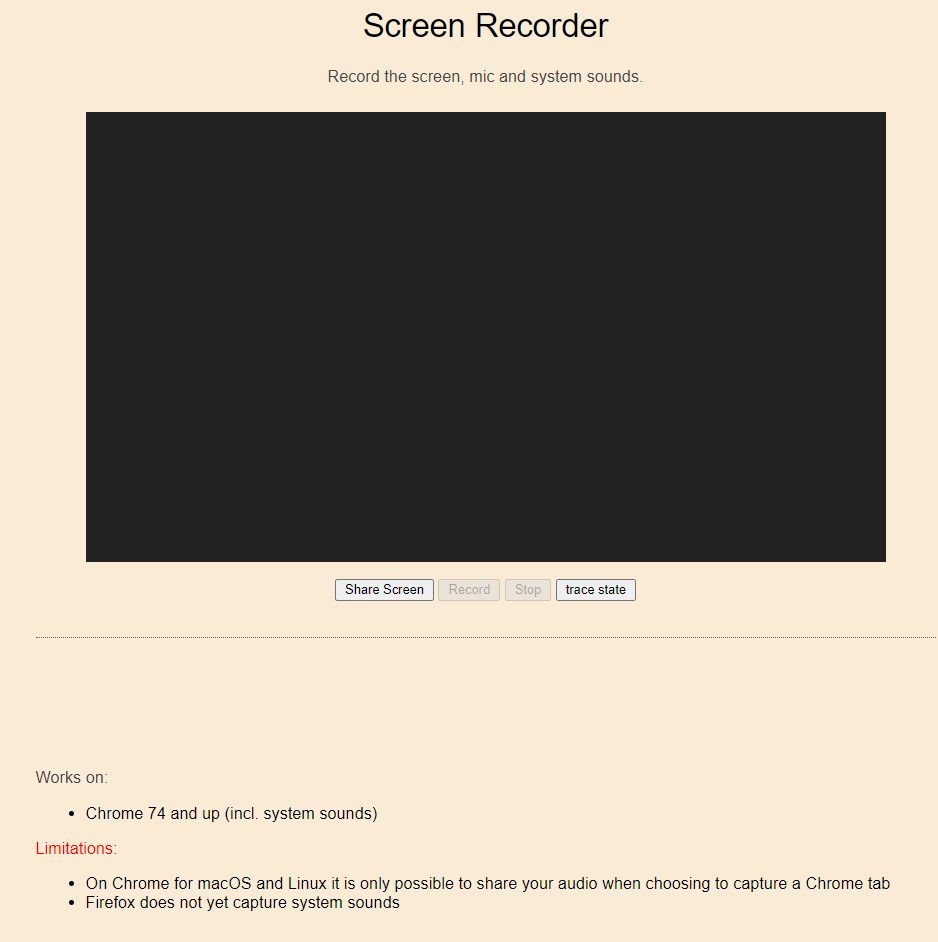 Screen Recorder
Record the screen, mic and system sounds.
Share Screen Record Stop trace state
Works on:
Chrome 74 and up (incl. system sounds)
Limitations:
On Chrome for macOS and Linux it is only possible to share your audio when choosing to capture a Chrome tab
Firefox does not yet capture system sounds